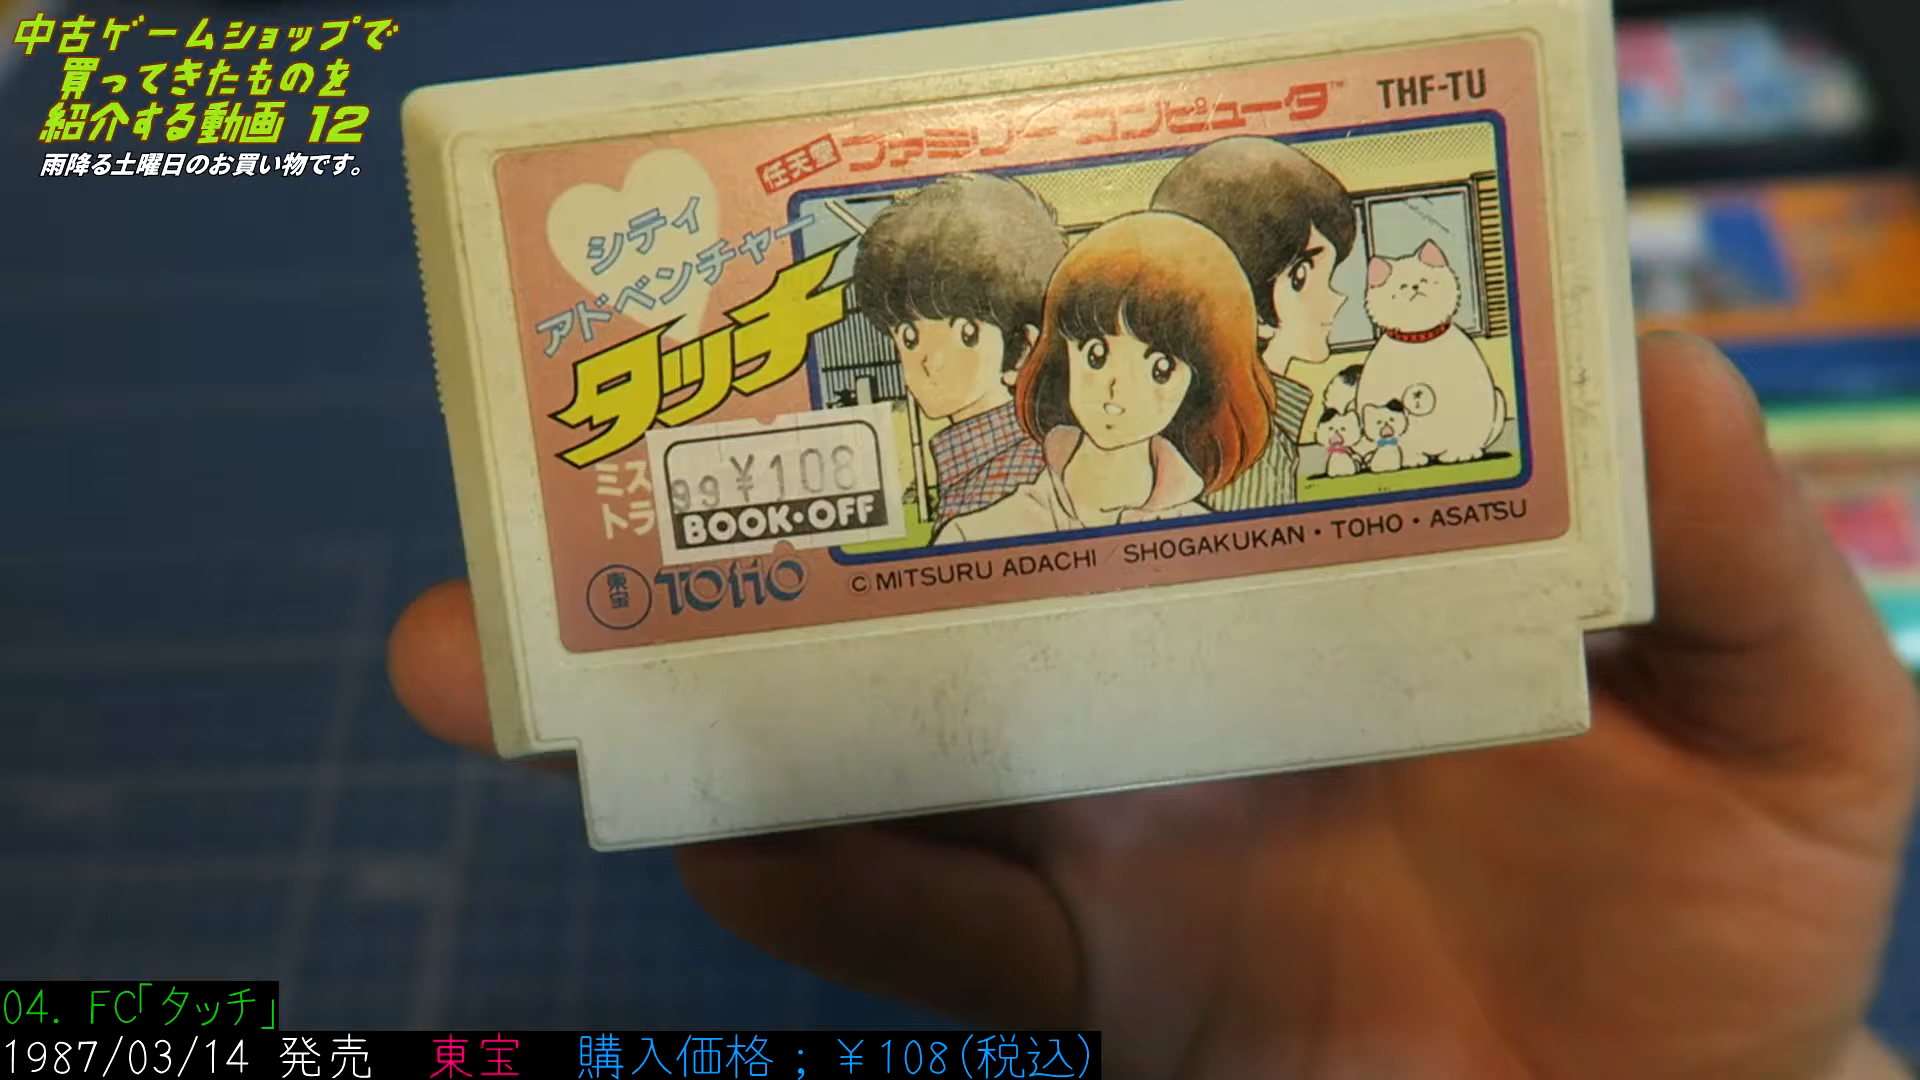 中古ゲームショップで
買ってきたものを
紹介する動画 12
雨降る土曜日のお買い物です。
任天堂 ファミリーコンピュータ™
THF-TU
シティ
アドベンチャー
タッチ
ミス
トラ
99 ¥108
BOOK・OFF
東宝 TOHO
© MITSURU ADACHI / SHOGAKUKAN・TOHO・ASATSU
04. FC「タッチ」
1987/03/14 発売 東宝 購入価格；￥108(税込)